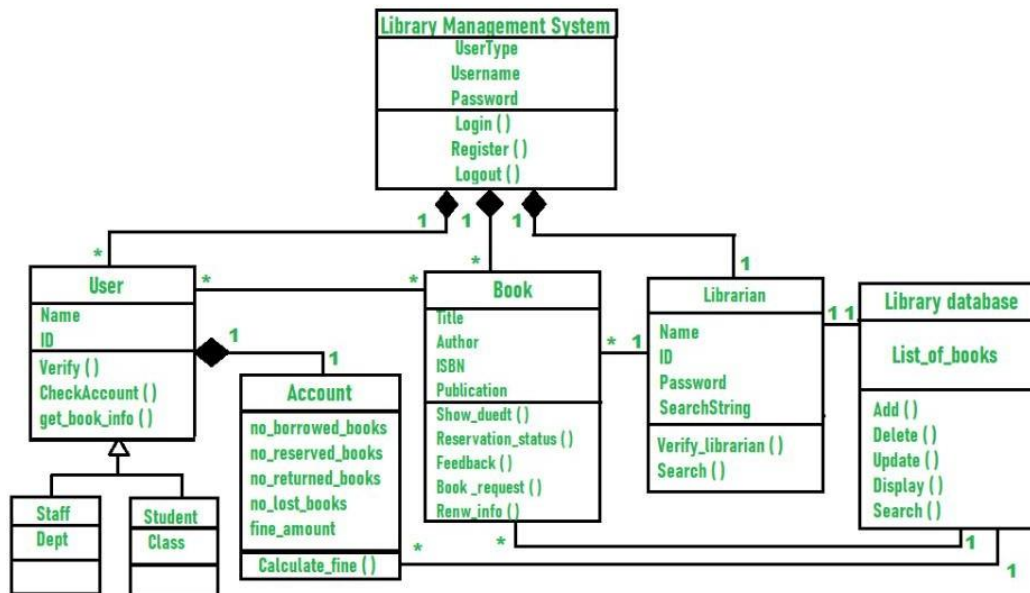 Library Management System
UserType
Username
Password
Login ( )
Register ( )
Logout ( )
1
1
1
*
*
1
User
Name
ID
Verify ( )
CheckAccount ( )
get_book_info ( )
*
*
Book
Title
Author
ISBN
Publication
Show_duedt ( )
Reservation_status ( )
Feedback ( )
Book _request ( )
Renw_info ( )
*
1
Librarian
Name
ID
Password
SearchString
Verify_librarian ( )
Search ( )
1
1
Library database
List_of_books
Add ( )
Delete ( )
Update ( )
Display ( )
Search ( )
1
1
Account
no_borrowed_books
no_reserved_books
no_returned_books
no_lost_books
fine_amount
Calculate_fine ( )
Staff
Dept
Student
Class
*
1
*
1